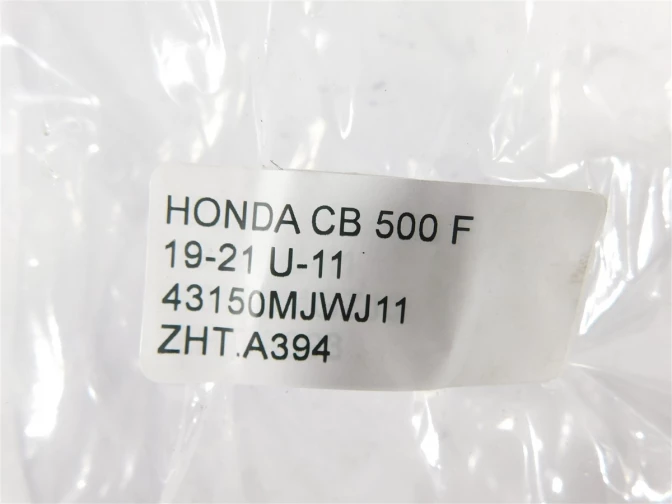 HONDA CB 500 F
19-21 U-11
43150MJWJ11
ZHT.A394